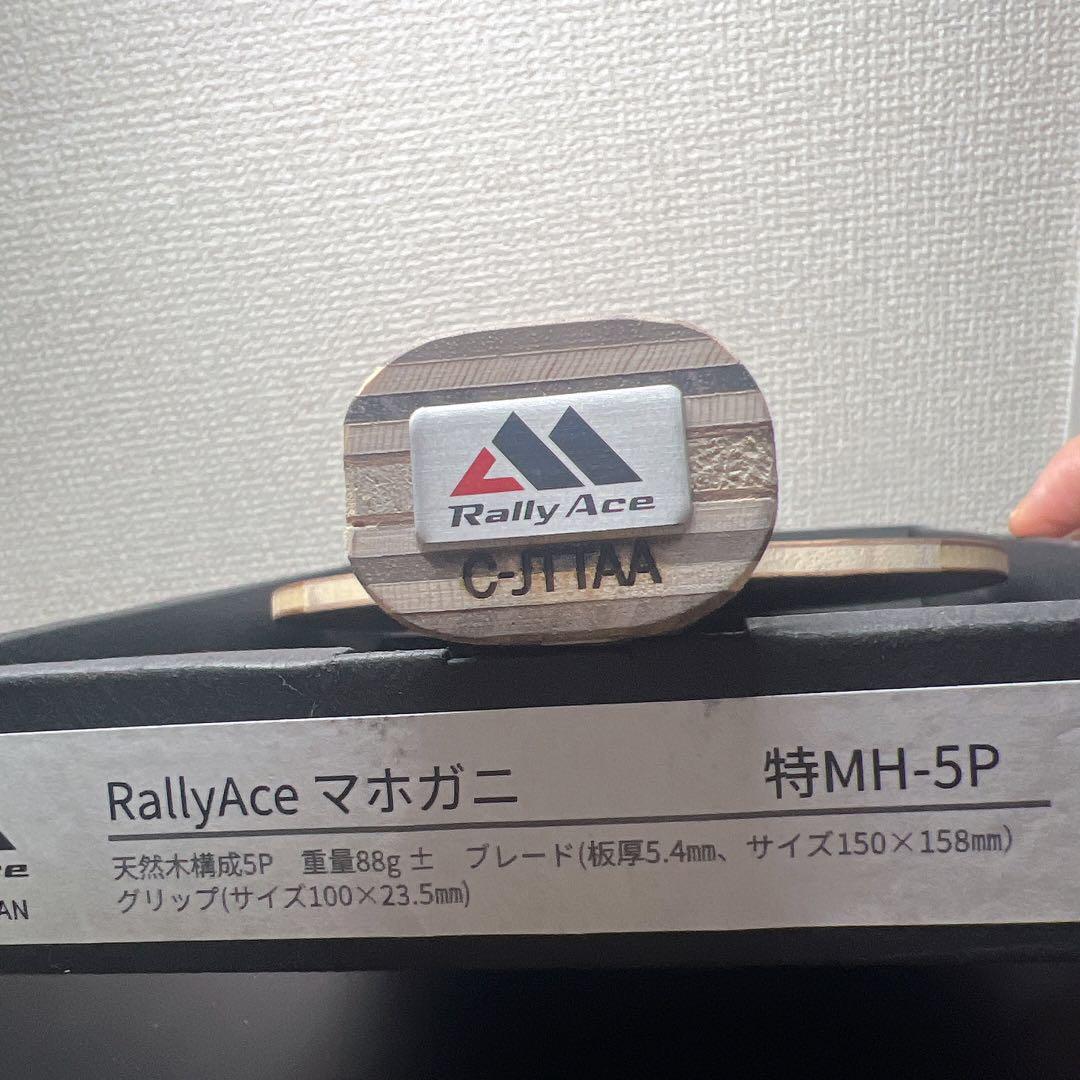 Rally Ace
C-JTTAA
RallyAce マホガニ 特MH-5P
天然木構成5P 重量88g ± ブレード(板厚5.4㎜、サイズ150×158㎜)
グリップ(サイズ100×23.5㎜)